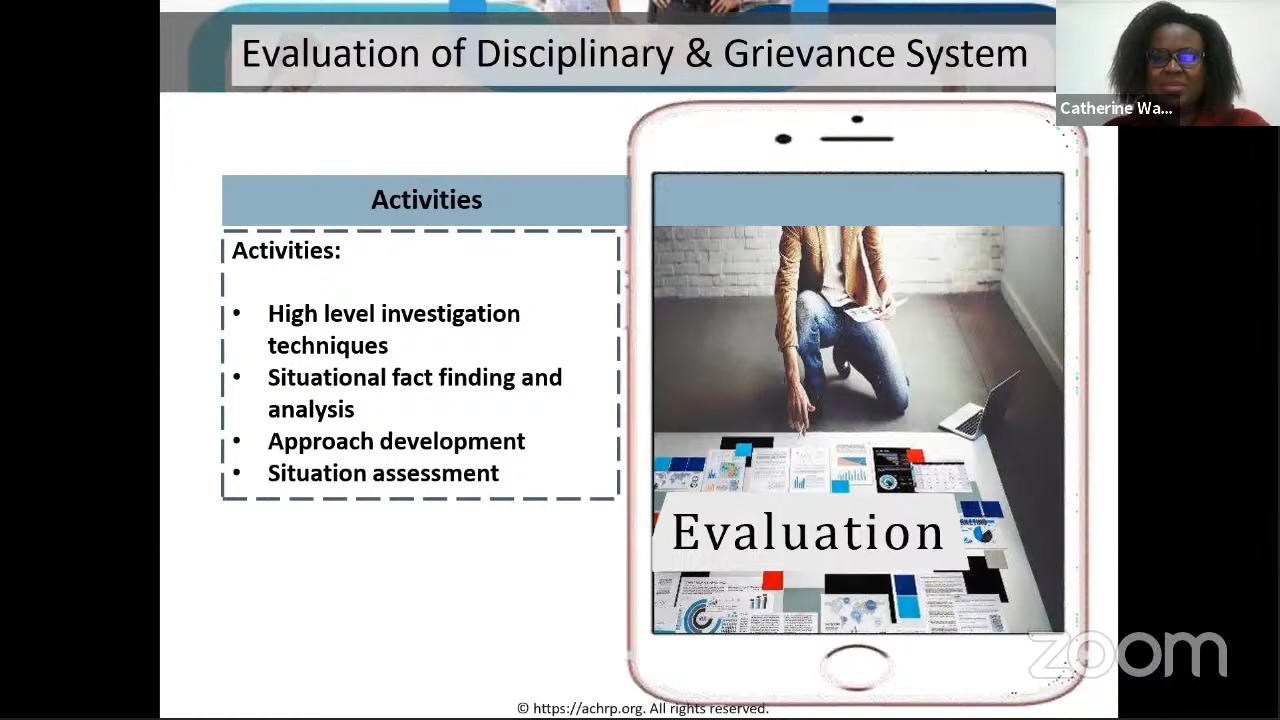 Evaluation of Disciplinary & Grievance System
Catherine Wa...
Activities
Activities:
• High level investigation
techniques
• Situational fact finding and
analysis
• Approach development
• Situation assessment
Evaluation
zoom
© https://achrp.org. All rights reserved.